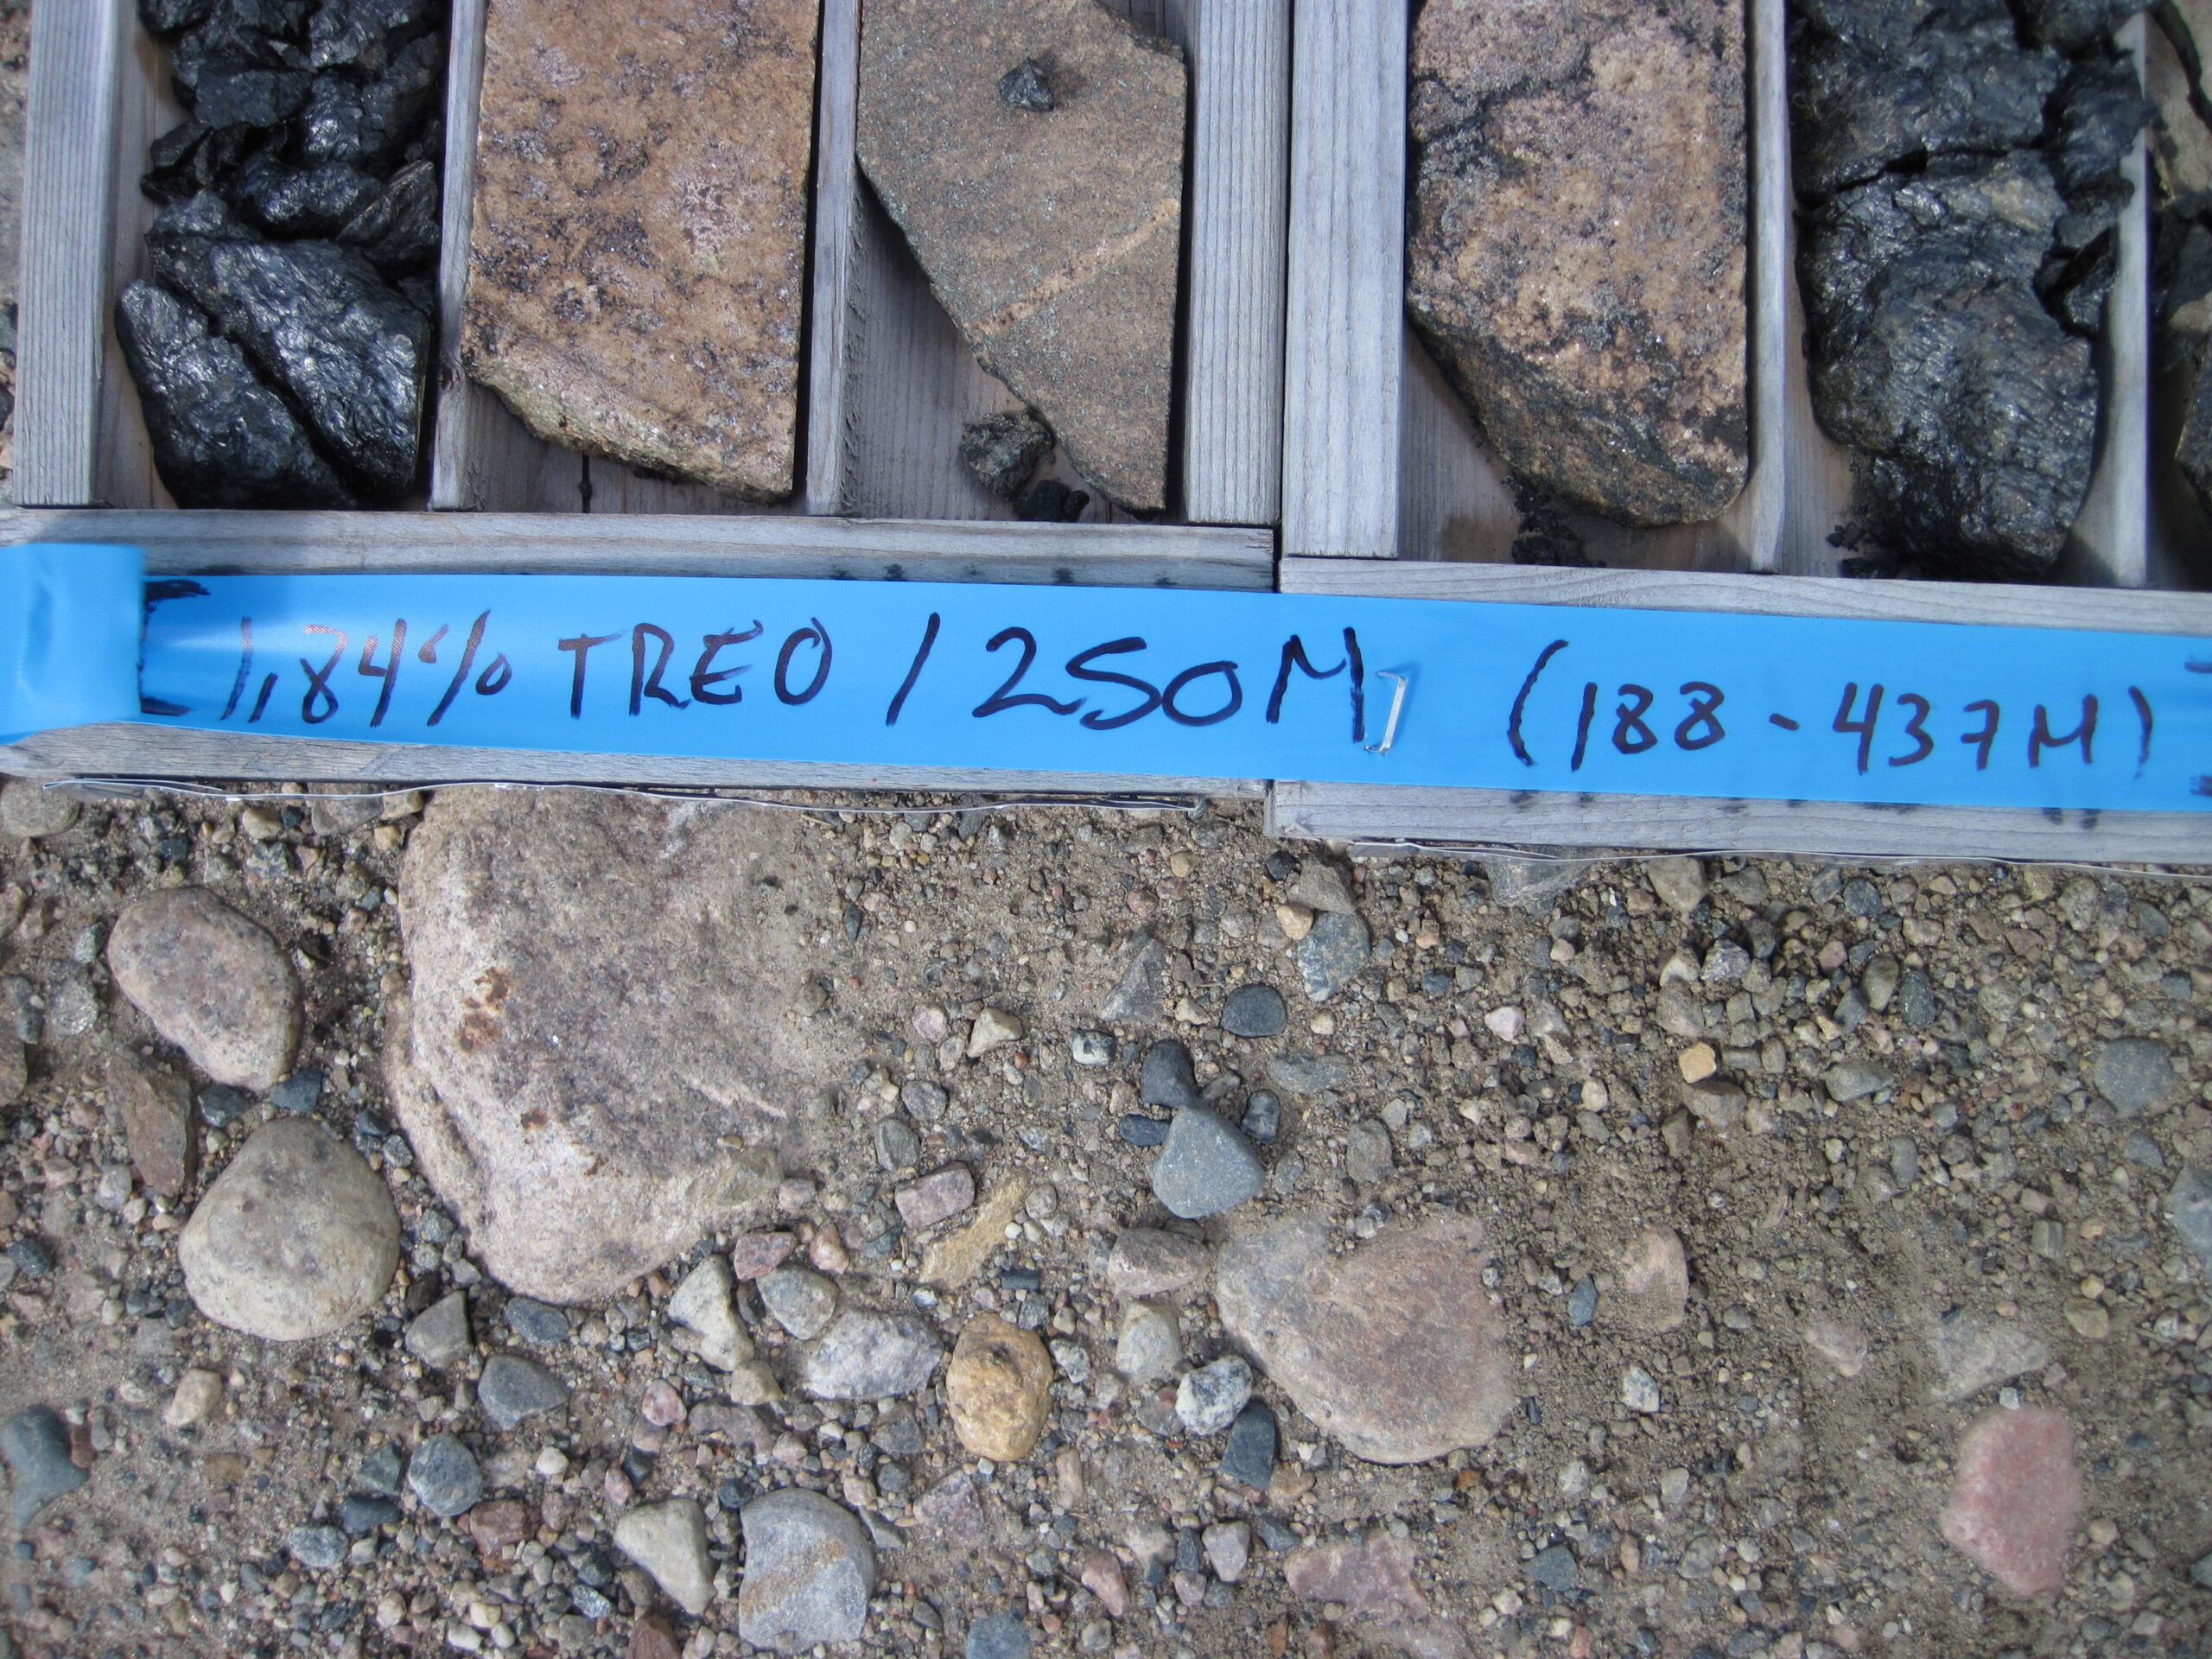 1,84% TREO / 250M, (188-437M)